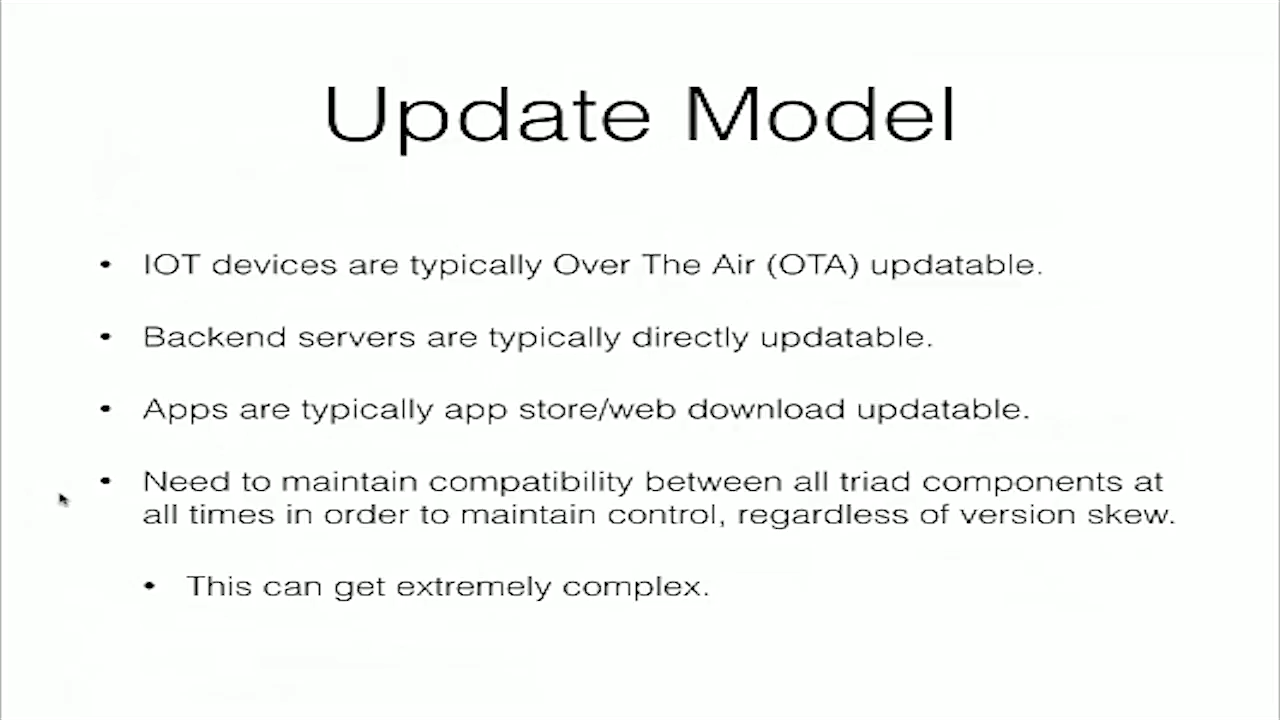 Update Model
• IOT devices are typically Over The Air (OTA) updatable.
• Backend servers are typically directly updatable.
• Apps are typically app store/web download updatable.
• Need to maintain compatibility between all triad components at
all times in order to maintain control, regardless of version skew.
• This can get extremely complex.